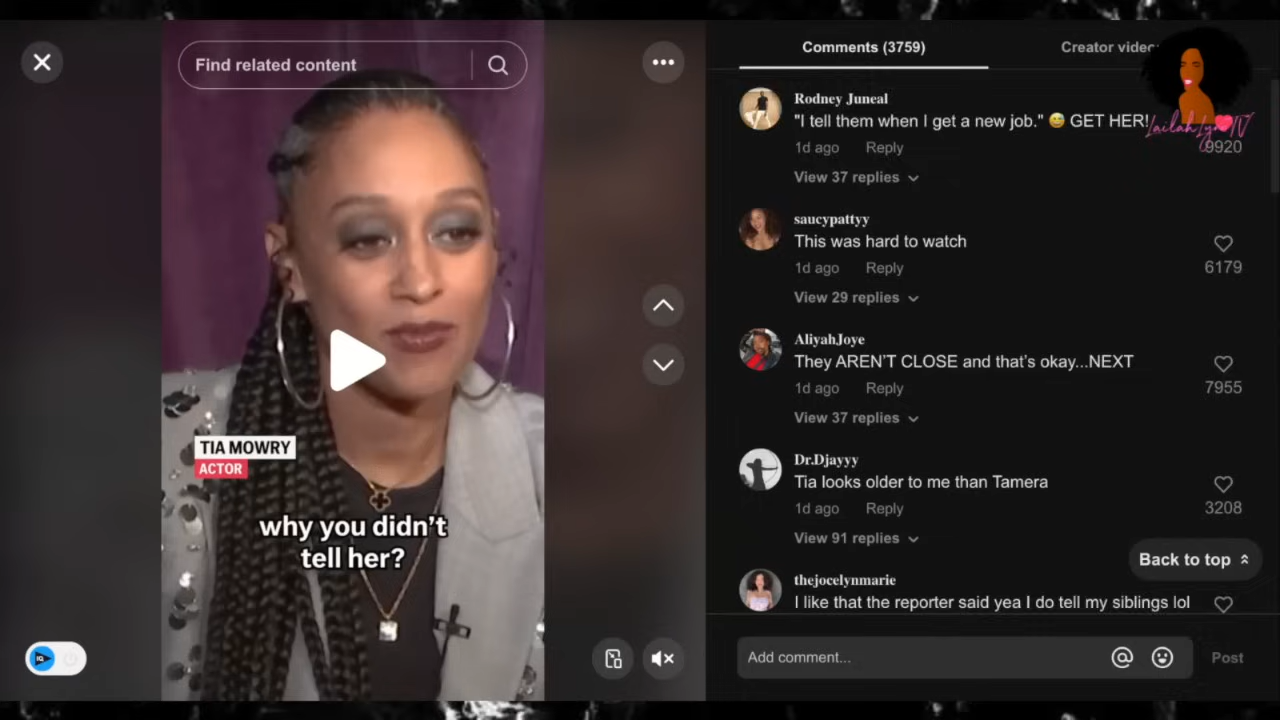 Find related content
TIA MOWRY
ACTOR
why you didn't
tell her?
IQ
Comments (3759)
Creator video
LailahLynTV
Rodney Juneal
"I tell them when I get a new job." 😅 GET HER!
9920
1d ago Reply
View 37 replies
saucypattyy
This was hard to watch
1d ago Reply
6179
View 29 replies
AliyahJoye
They AREN'T CLOSE and that's okay...NEXT
1d ago Reply
7955
View 37 replies
Dr.Djayyy
Tia looks older to me than Tamera
1d ago Reply
3208
View 91 replies
Back to top
thejocelynmarie
I like that the reporter said yea I do tell my siblings lol
Add comment...
Post